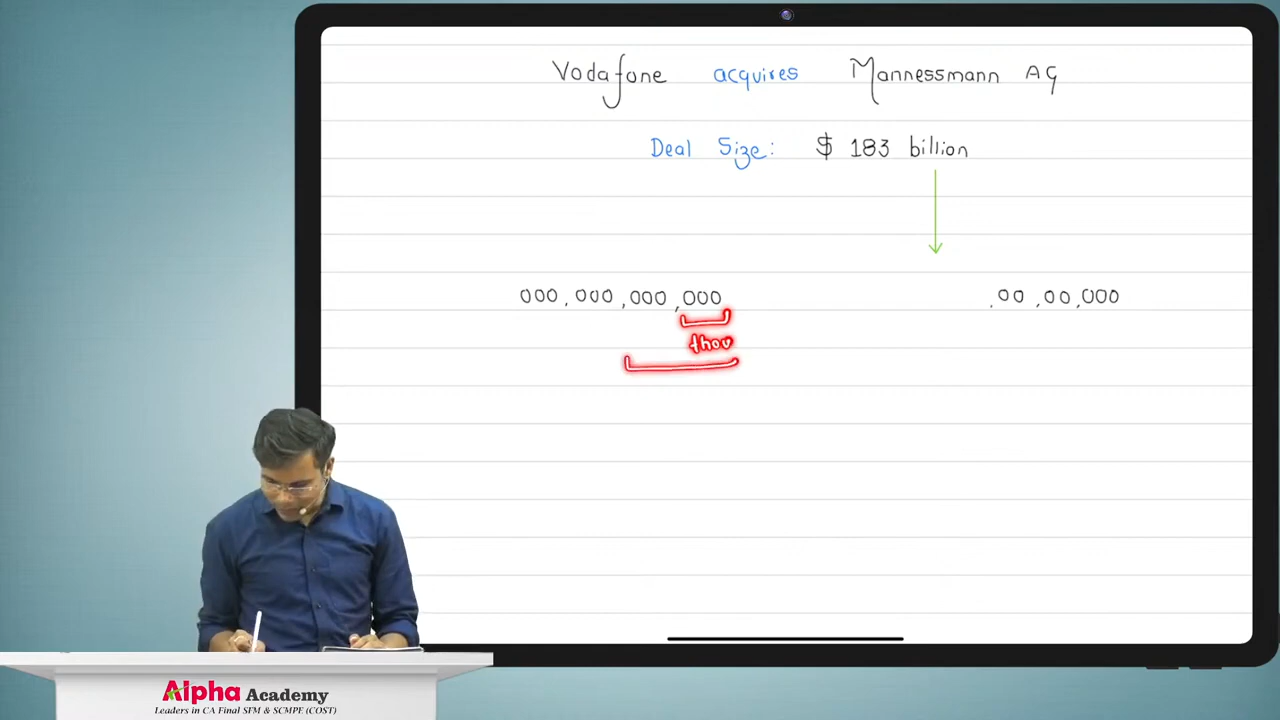 Vodafone acquires Mannessmann AG
Deal Size: $ 183 billion
000,000,000,000 ,00,00,000
thou
Alpha Academy
Leaders in CA Final SFM & SCMPE (COST)